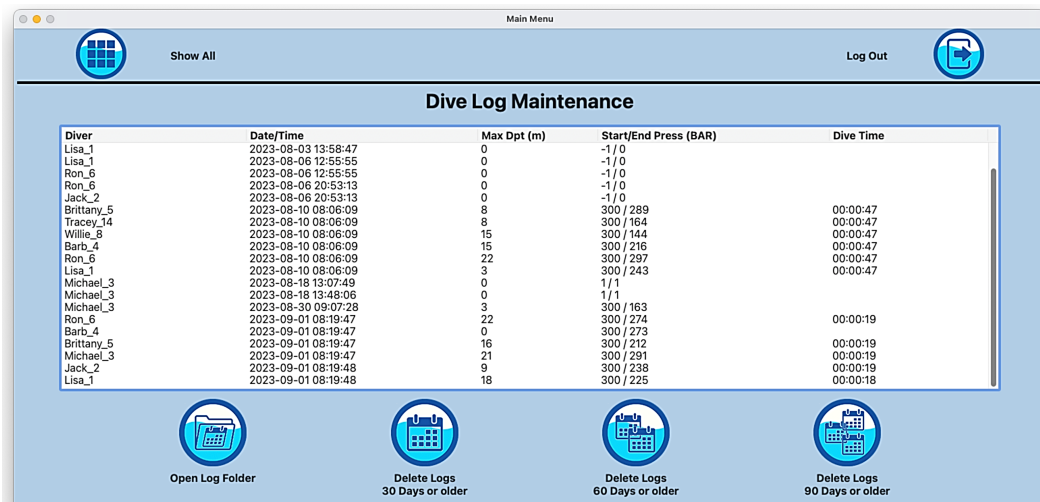 Main Menu
Show All
Log Out
Dive Log Maintenance
Diver Date/Time Max Dpt (m) Start/End Press (BAR) Dive Time
Lisa_1 2023-08-03 13:58:47 0 -1 / 0
Lisa_1 2023-08-06 12:55:55 0 -1 / 0
Ron_6 2023-08-06 12:55:55 0 -1 / 0
Ron_6 2023-08-06 20:53:13 0 -1 / 0
Jack_2 2023-08-06 20:53:13 0 -1 / 0
Brittany_5 2023-08-10 08:06:09 8 300 / 289 00:00:47
Tracey_14 2023-08-10 08:06:09 8 300 / 164 00:00:47
Willie_8 2023-08-10 08:06:09 15 300 / 144 00:00:47
Barb_4 2023-08-10 08:06:09 15 300 / 216 00:00:47
Ron_6 2023-08-10 08:06:09 22 300 / 297 00:00:47
Lisa_1 2023-08-10 08:06:09 3 300 / 243 00:00:47
Michael_3 2023-08-18 13:07:49 0 1 / 1
Michael_3 2023-08-18 13:48:06 0 1 / 1
Michael_3 2023-08-30 09:07:28 3 300 / 163
Ron_6 2023-09-01 08:19:47 22 300 / 274 00:00:19
Barb_4 2023-09-01 08:19:47 0 300 / 273
Brittany_5 2023-09-01 08:19:47 16 300 / 212 00:00:19
Michael_3 2023-09-01 08:19:47 21 300 / 291 00:00:19
Jack_2 2023-09-01 08:19:48 9 300 / 238 00:00:19
Lisa_1 2023-09-01 08:19:48 18 300 / 225 00:00:18
Open Log Folder
Delete Logs
30 Days or older
Delete Logs
60 Days or older
Delete Logs
90 Days or older